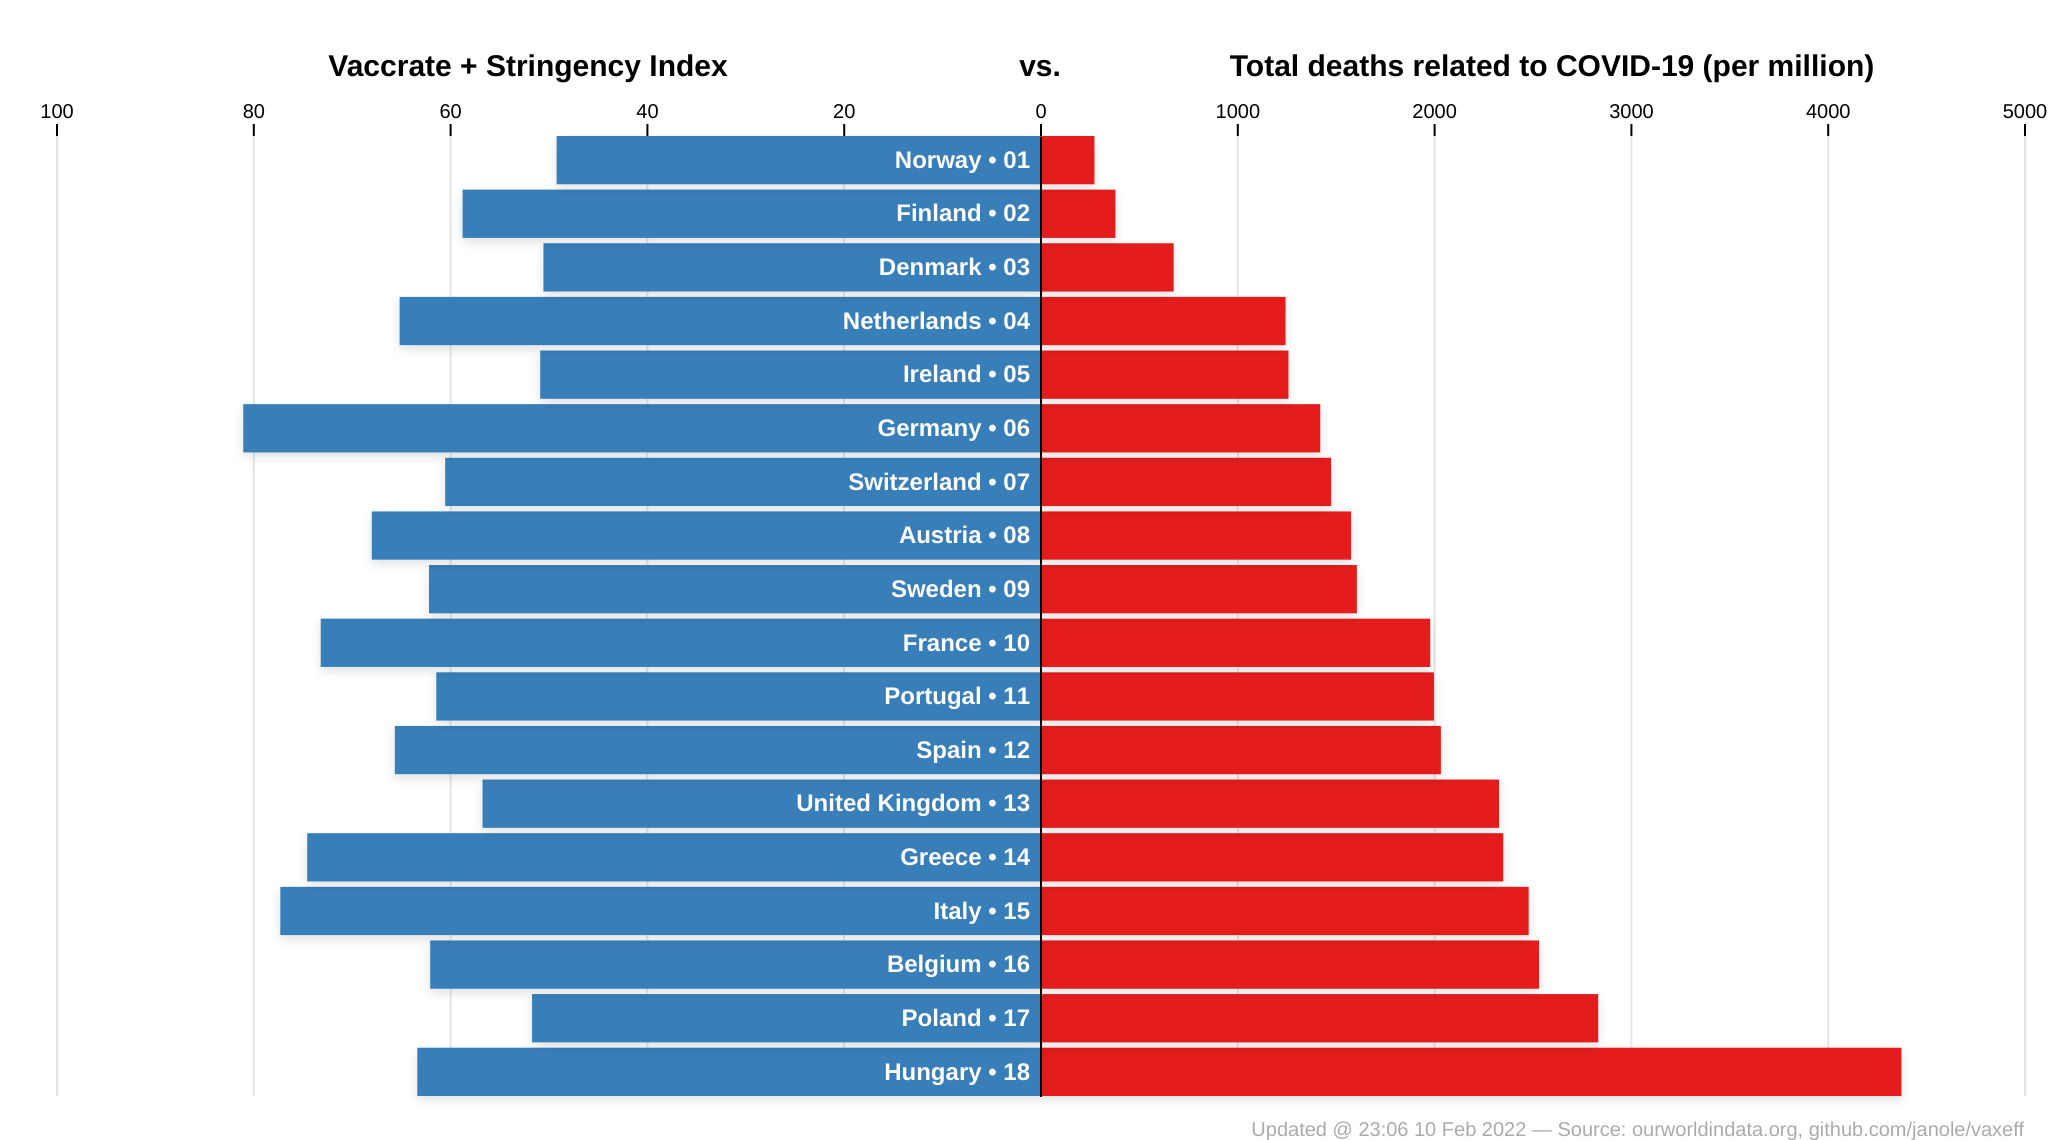 Vaccrate + Stringency Index vs. Total deaths related to COVID-19 (per million)
100 80 60 40 20 0 1000 2000 3000 4000 5000
Norway • 01
Finland • 02
Denmark • 03
Netherlands • 04
Ireland • 05
Germany • 06
Switzerland • 07
Austria • 08
Sweden • 09
France • 10
Portugal • 11
Spain • 12
United Kingdom • 13
Greece • 14
Italy • 15
Belgium • 16
Poland • 17
Hungary • 18
Updated @ 23:06 10 Feb 2022 — Source: ourworldindata.org, github.com/janole/vaxeff